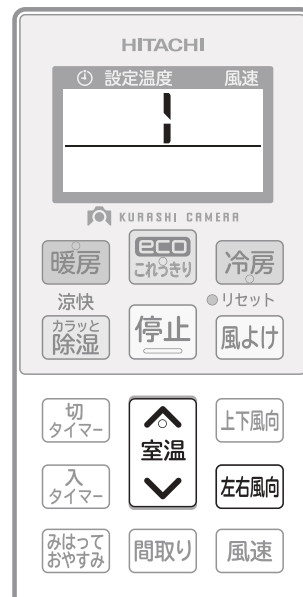 HITACHI
設定温度 風速
1
KURASHI CAMERA
暖房
eco
これっきり
冷房
涼快
リセット
カラッと
除湿
停止
風よけ
切
タイマー
室温
上下風向
入
タイマー
左右風向
みはって
おやすみ
間取り
風速